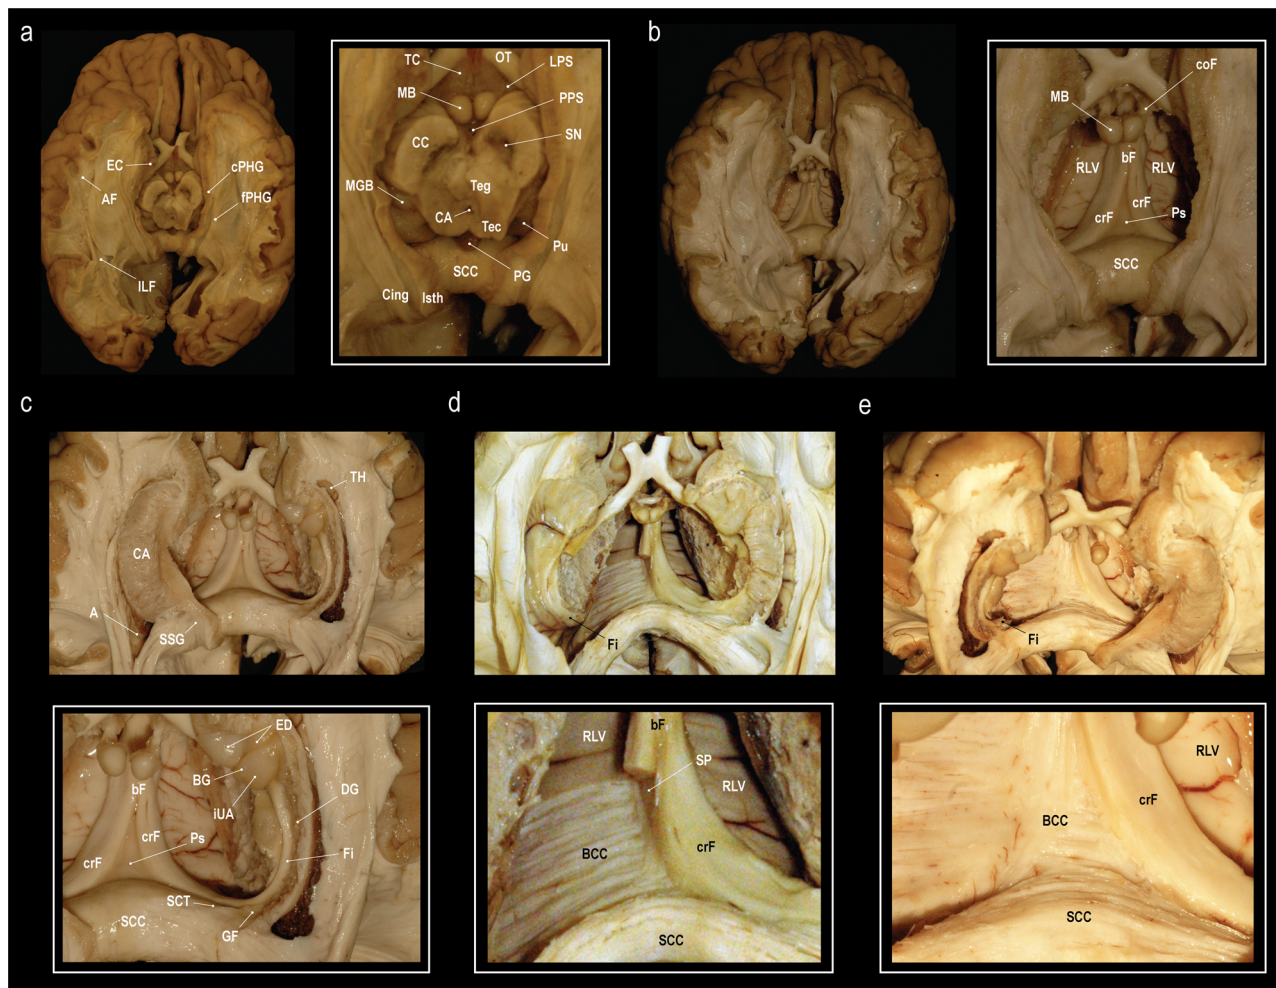 a
EC
AF
ILF
cPHG
fPHG
TC
OT
LPS
MB
PPS
SN
CC
MGB
Teg
CA
Tec
Pu
SCC
PG
Cing
Isth
b
coF
MB
bF
RLV
RLV
crF
crF
Ps
SCC
c
TH
CA
A
SSG
ED
BG
iUA
DG
bF
crF
Ps
crF
Fi
SCT
SCC
GF
d
Fi
bF
RLV
SP
RLV
BCC
crF
SCC
e
Fi
RLV
crF
BCC
SCC